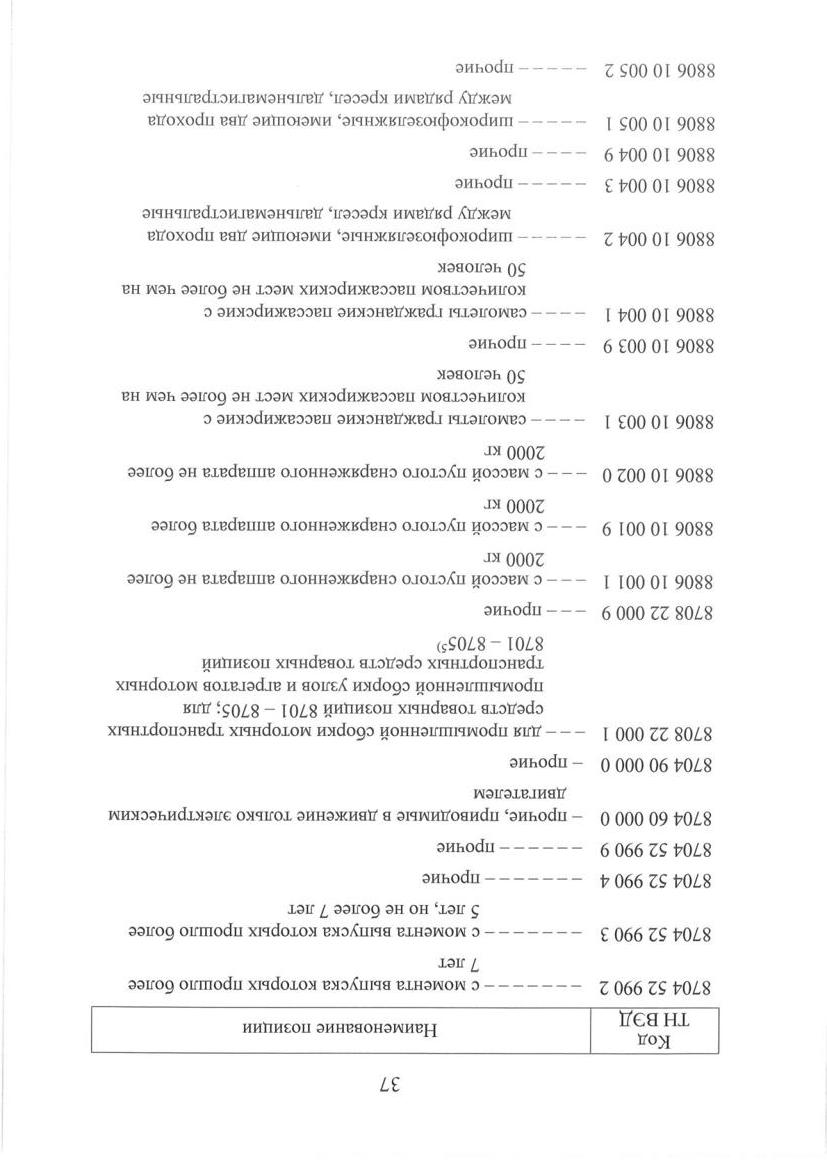 37
Код
ТН ВЭД
Наименование позиции
8704 52 990 2 – – – – – – – с момента выпуска которых прошло более
7 лет
8704 52 990 3 – – – – – – – с момента выпуска которых прошло более
5 лет, но не более 7 лет
8704 52 990 4 – – – – – – – прочие
8704 52 990 9 – – – – – – прочие
8704 60 000 0 – прочие, приводимые в движение только электрическим
двигателем
8704 90 000 0 – прочие
8708 22 000 1 – – – для промышленной сборки моторных транспортных
средств товарных позиций 8701 – 8705; для
промышленной сборки узлов и агрегатов моторных
транспортных средств товарных позиций
8701 – 8705⁵⁾
8708 22 000 9 – – – прочие
8806 10 001 1 – – – с массой пустого снаряженного аппарата не более
2000 кг
8806 10 001 9 – – – с массой пустого снаряженного аппарата более
2000 кг
8806 10 002 0 – – – с массой пустого снаряженного аппарата не более
2000 кг
8806 10 003 1 – – – – самолеты гражданские пассажирские с
количеством пассажирских мест не более чем на
50 человек
8806 10 003 9 – – – – прочие
8806 10 004 1 – – – – самолеты гражданские пассажирские с
количеством пассажирских мест не более чем на
50 человек
8806 10 004 2 – – – – – широкофюзеляжные, имеющие два прохода
между рядами кресел, дальнемагистральные
8806 10 004 3 – – – – – прочие
8806 10 004 9 – – – – прочие
8806 10 005 1 – – – – – широкофюзеляжные, имеющие два прохода
между рядами кресел, дальнемагистральные
8806 10 005 2 – – – – – прочие